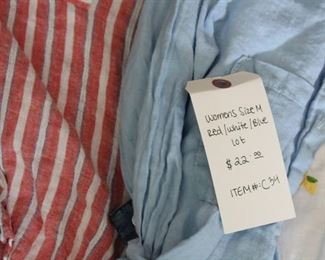 Womens Size M
Red/White/Blue
Lot
$22.00
ITEM#:C34